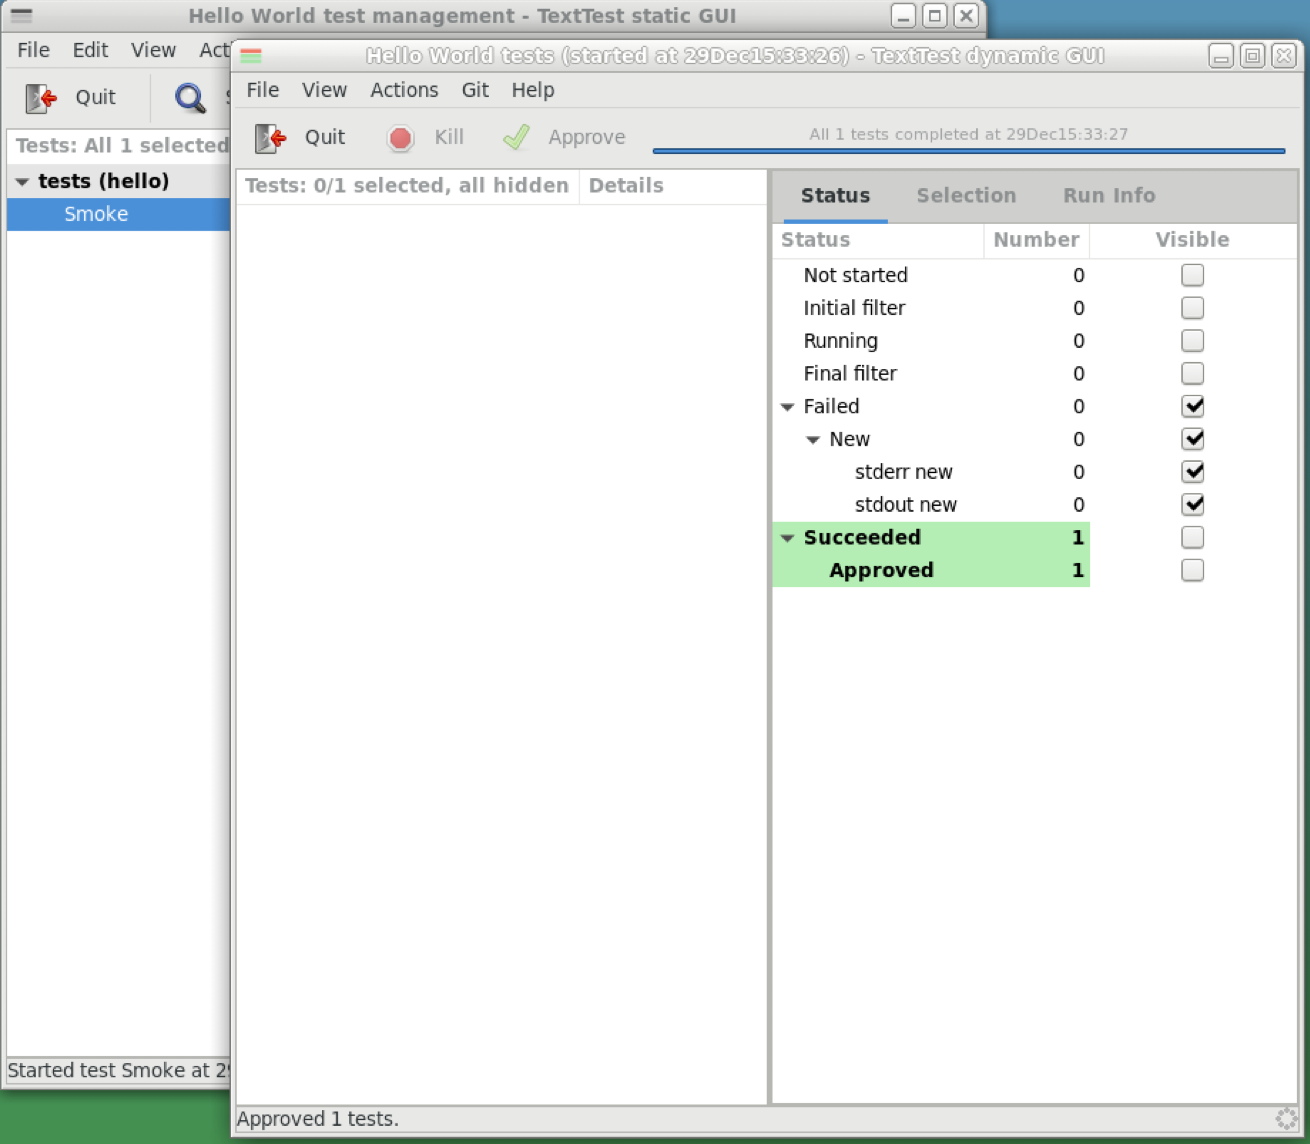 Hello World test management - TextTest static GUI
File Edit View Act
Quit
Tests: All 1 selected
tests (hello)
Smoke
Started test Smoke at 29
Hello World tests (started at 29Dec15:33:26) - TextTest dynamic GUI
File View Actions Git Help
Quit Kill Approve All 1 tests completed at 29Dec15:33:27
Tests: 0/1 selected, all hidden Details
Status Selection Run Info
Status Number Visible
Not started 0
Initial filter 0
Running 0
Final filter 0
Failed 0
New 0
stderr new 0
stdout new 0
Succeeded 1
Approved 1
Approved 1 tests.